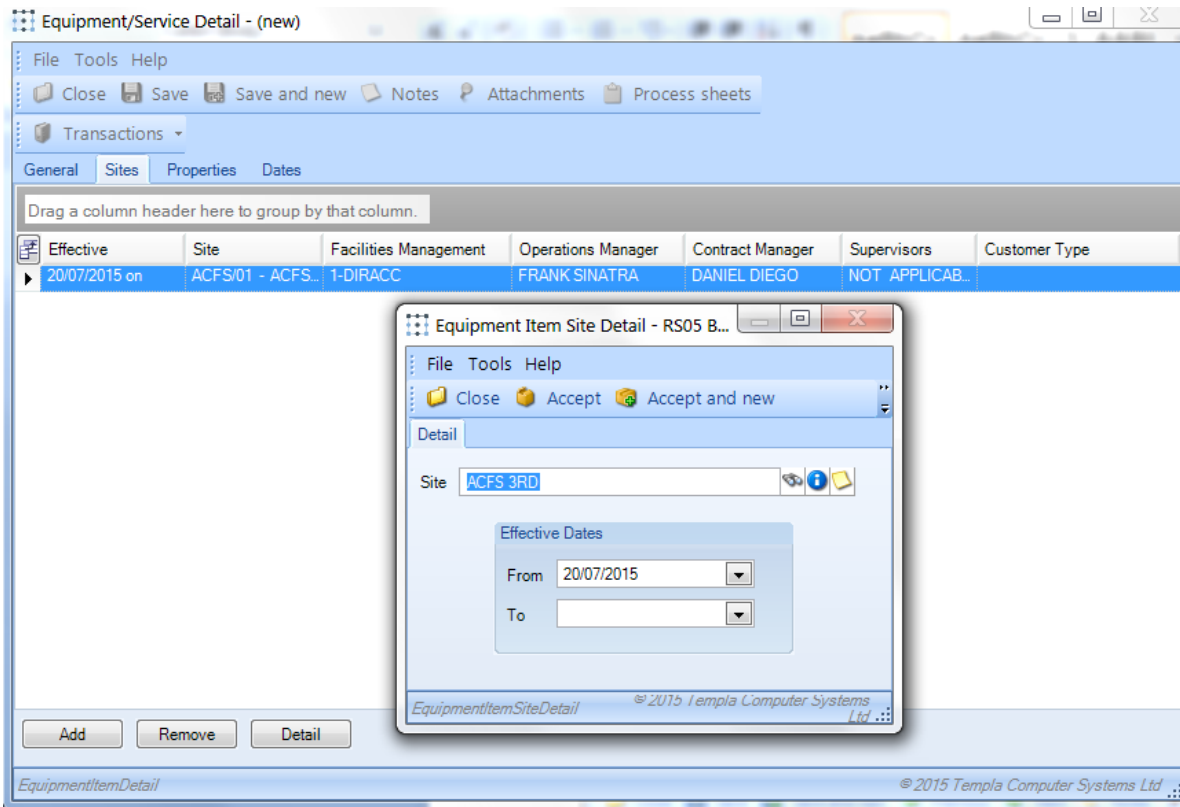 Equipment/Service Detail - (new)
File Tools Help
Close Save Save and new Notes Attachments Process sheets
Transactions
General Sites Properties Dates
Drag a column header here to group by that column.
Effective Site Facilities Management Operations Manager Contract Manager Supervisors Customer Type
20/07/2015 on ACFS/01 - ACFS... 1-DIRACC FRANK SINATRA DANIEL DIEGO NOT APPLICAB...
Equipment Item Site Detail - RS05 B...
File Tools Help
Close Accept Accept and new
Detail
Site ACFS 3RD
Effective Dates
From 20/07/2015
To
EquipmentItemSiteDetail © 2015 Templa Computer Systems Ltd
Add Remove Detail
EquipmentItemDetail © 2015 Templa Computer Systems Ltd